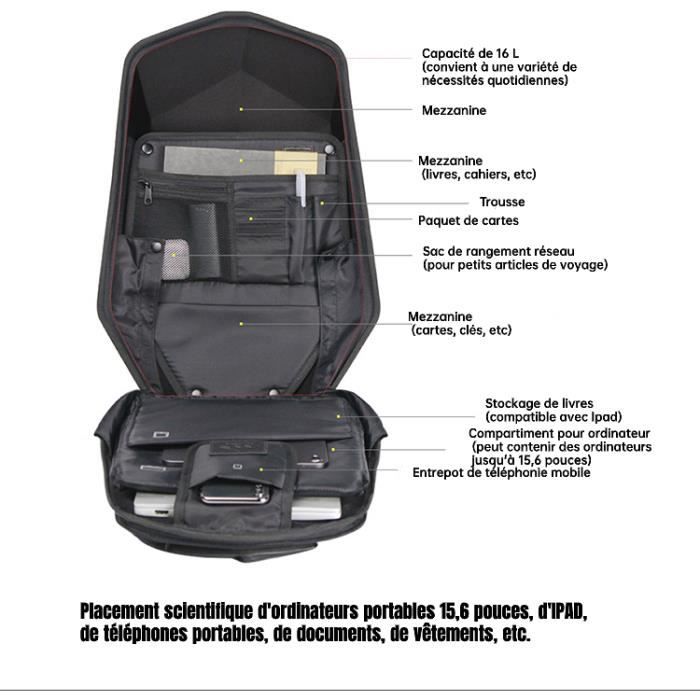 Capacité de 16 L
(convient à une variété de
nécessités quotidiennes)
Mezzanine
Mezzanine
(livres, cahiers, etc)
Trousse
Paquet de cartes
Sac de rangement réseau
(pour petits articles de voyage)
Mezzanine
(cartes, clés, etc)
Stockage de livres
(compatible avec Ipad)
Compartiment pour ordinateur
(peut contenir des ordinateurs
jusqu'à 15,6 pouces)
Entrepot de téléphonie mobile
Placement scientifique d'ordinateurs portables 15,6 pouces, d'IPAD,
de téléphones portables, de documents, de vêtements, etc.